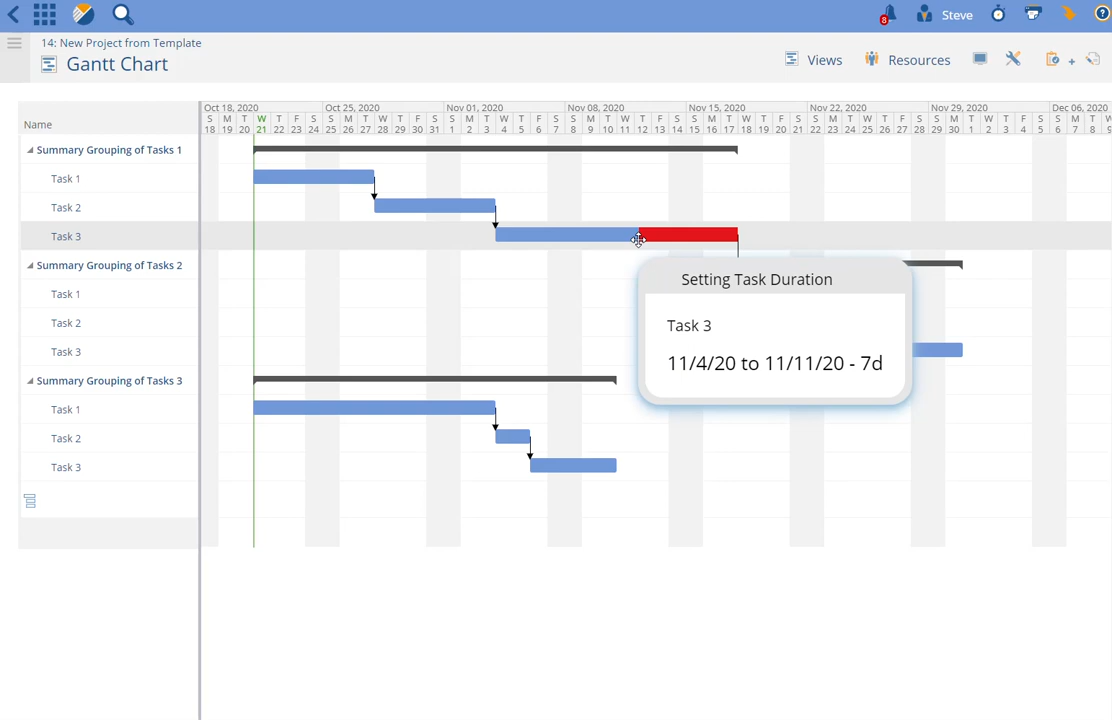 8
Steve
?
14: New Project from Template
Gantt Chart
Views
Resources
Oct 18, 2020 Oct 25, 2020 Nov 01, 2020 Nov 08, 2020 Nov 15, 2020 Nov 22, 2020 Nov 29, 2020 Dec 06, 2020
Name
S M T W T F S S M T W T F S S M T W T F S S M T W T F S S M T W T F S S M T W T F S S M T W T F S S M T W
18 19 20 21 22 23 24 25 26 27 28 29 30 31 1 2 3 4 5 6 7 8 9 10 11 12 13 14 15 16 17 18 19 20 21 22 23 24 25 26 27 28 29 30 1 2 3 4 5 6 7 8 9
Summary Grouping of Tasks 1
Task 1
Task 2
Task 3
Summary Grouping of Tasks 2
Task 1
Task 2
Task 3
Summary Grouping of Tasks 3
Task 1
Task 2
Task 3
Setting Task Duration
Task 3
11/4/20 to 11/11/20 - 7d